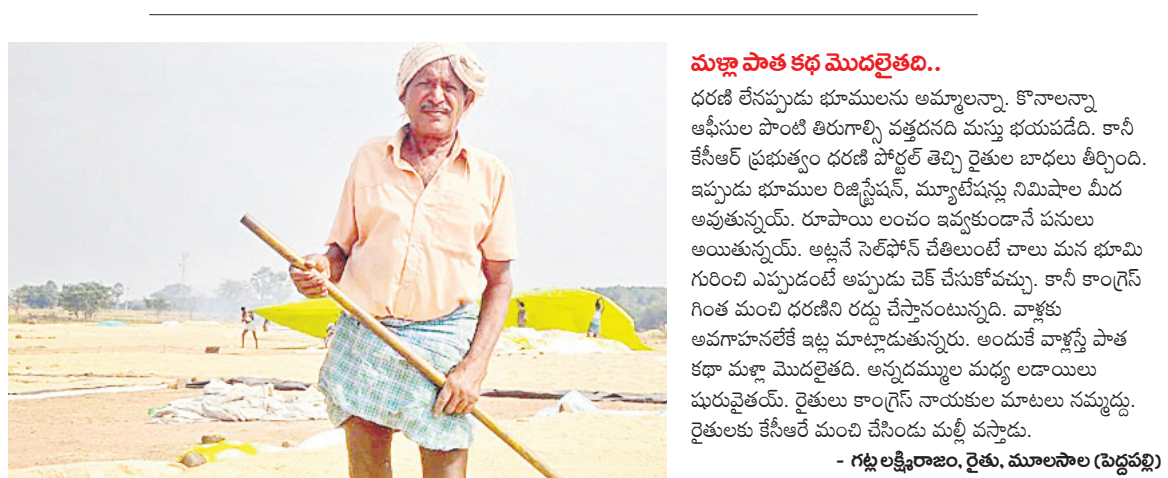 మళ్లా పాత కథ మొదలైతది..
ధరణి లేనప్పుడు భూములను అమ్మాలన్నా. కొనాలన్నా
ఆఫీసుల పొంటి తిరుగాల్సి వత్తదనది మస్తు భయపడేది. కానీ
కేసీఆర్ ప్రభుత్వం ధరణి పోర్టల్ తెచ్చి రైతుల బాధలు తీర్చింది.
ఇప్పుడు భూముల రిజిస్ట్రేషన్, మ్యూటేషన్లు నిమిషాల మీద
అవుతున్నయ్. రూపాయి లంచం ఇవ్వకుండానే పనులు
అయితున్నయ్. అట్లనే సెల్‌ఫోన్ చేతిలుంటే చాలు మన భూమి
గురించి ఎప్పుడంటే అప్పుడు చెక్ చేసుకోవచ్చు. కానీ కాంగ్రెస్
గింత మంచి ధరణిని రద్దు చేస్తానంటున్నది. వాళ్లకు
అవగాహనలేకే ఇట్ల మాట్లాడుతున్నరు. అందుకే వాళ్లస్తే పాత
కథా మళ్లా మొదలైతది. అన్నదమ్ముల మధ్య లడాయిలు
షురువైతయ్. రైతులు కాంగ్రెస్ నాయకుల మాటలు నమ్మద్దు.
రైతులకు కేసీఆరే మంచి చేసిండు మల్లీ వస్తాడు.
- గట్ల లక్ష్మిరాజం, రైతు, మూలసాల (పెద్దపల్లి)